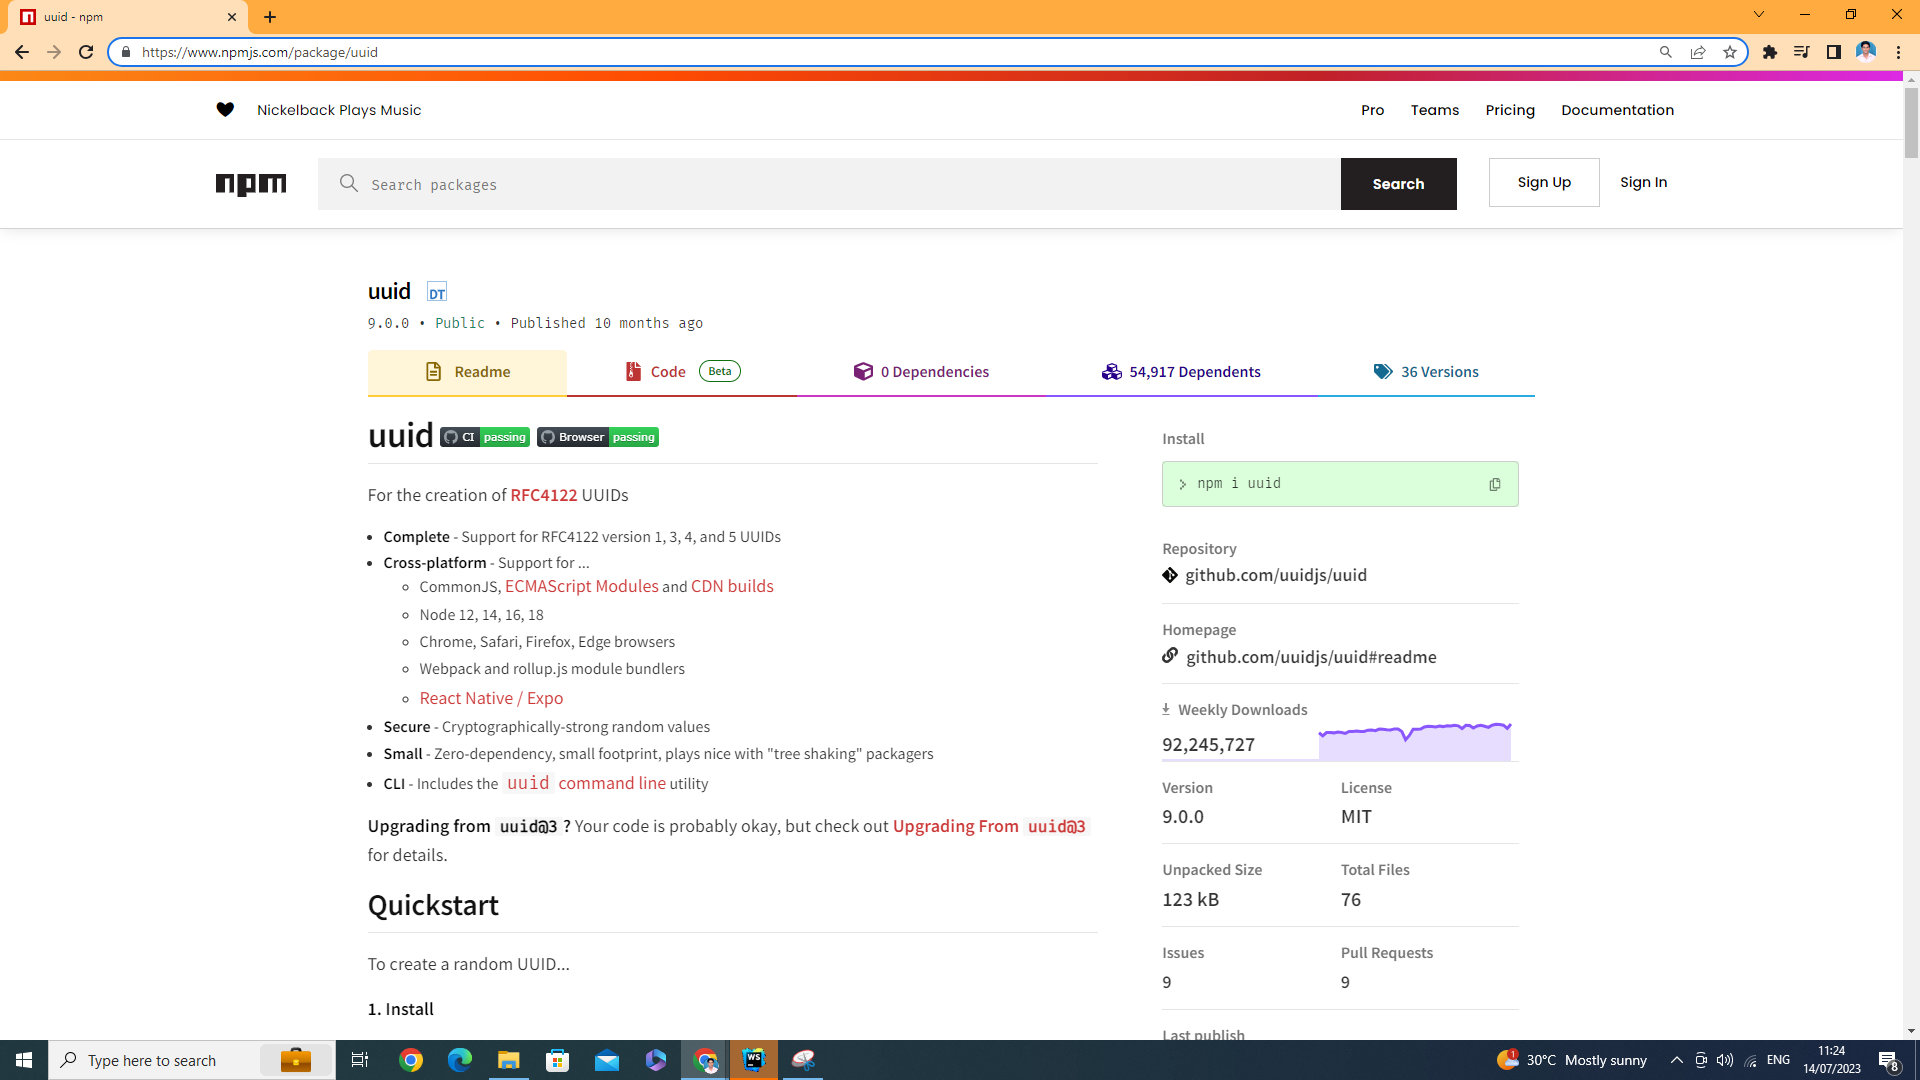 uuid - npm
https://www.npmjs.com/package/uuid
Nickelback Plays Music
Pro Teams Pricing Documentation
npm
Search packages
Search
Sign Up
Sign In
uuid DT
9.0.0 • Public • Published 10 months ago
Readme
Code Beta
0 Dependencies
54,917 Dependents
36 Versions
uuid CI passing Browser passing
For the creation of RFC4122 UUIDs
• Complete - Support for RFC4122 version 1, 3, 4, and 5 UUIDs
• Cross-platform - Support for ...
◦ CommonJS, ECMAScript Modules and CDN builds
◦ Node 12, 14, 16, 18
◦ Chrome, Safari, Firefox, Edge browsers
◦ Webpack and rollup.js module bundlers
◦ React Native / Expo
• Secure - Cryptographically-strong random values
• Small - Zero-dependency, small footprint, plays nice with "tree shaking" packagers
• CLI - Includes the uuid command line utility
Upgrading from uuid@3 ? Your code is probably okay, but check out Upgrading From uuid@3
for details.
Quickstart
To create a random UUID...
1. Install
Install
> npm i uuid
Repository
github.com/uuidjs/uuid
Homepage
github.com/uuidjs/uuid#readme
Weekly Downloads
92,245,727
Version License
9.0.0 MIT
Unpacked Size Total Files
123 kB 76
Issues Pull Requests
9 9
Last publish
Type here to search
WS
1
30°C Mostly sunny
ENG
11:24
14/07/2023
8